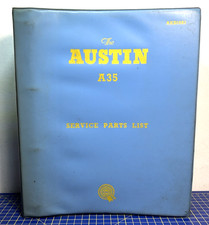 The
AUSTIN
A35
SERVICE PARTS LIST